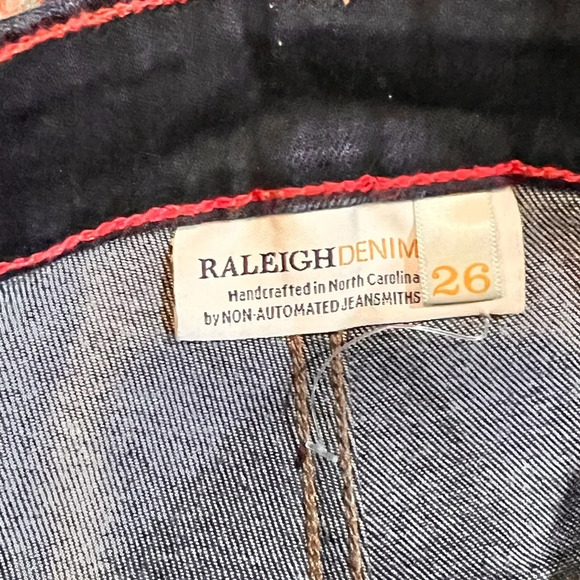 RALEIGHDENIM
Handcrafted in North Carolina
by NON-AUTOMATED JEANSMITHS
26